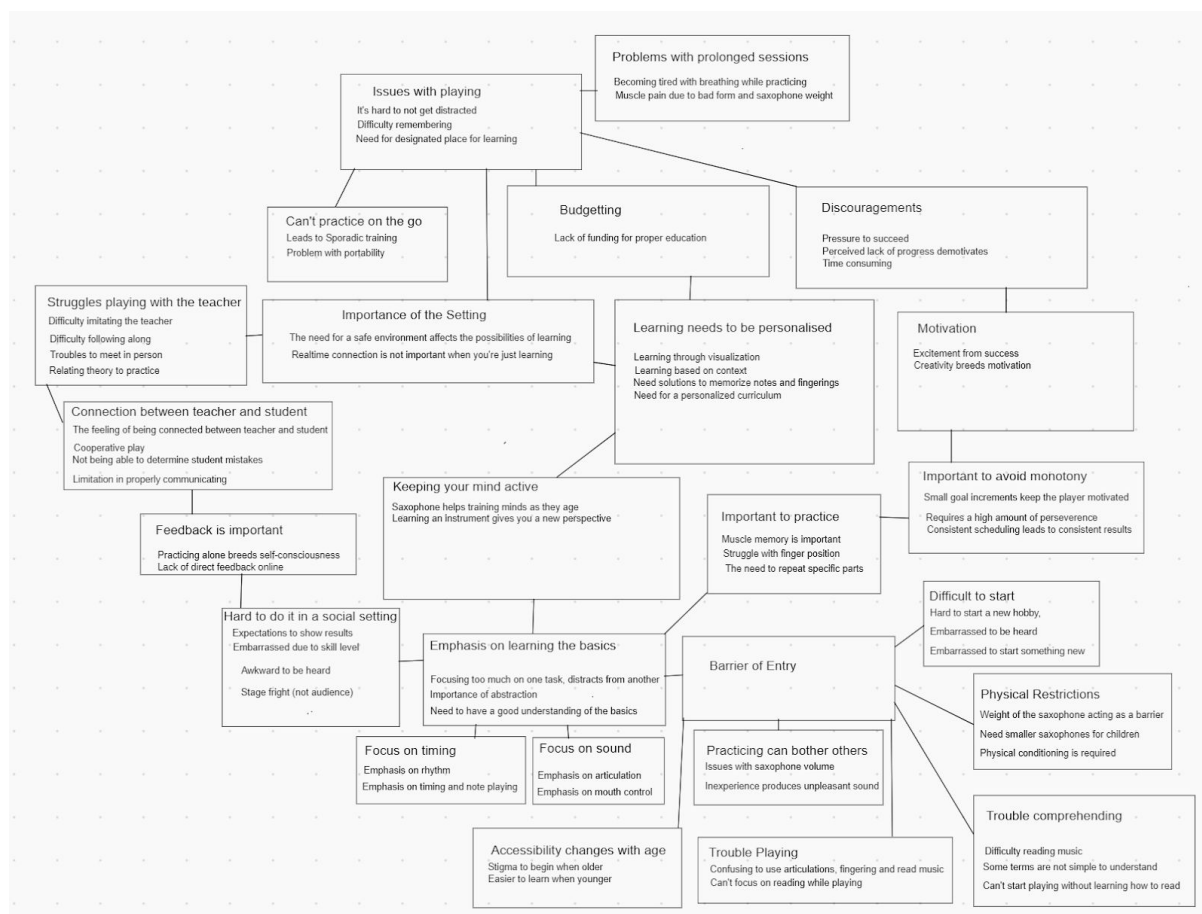 Problems with prolonged sessions
Becoming tired with breathing while practicing
Muscle pain due to bad form and saxophone weight
Issues with playing
It's hard to not get distracted
Difficulty remembering
Need for designated place for learning
Can't practice on the go
Leads to Sporadic training
Problem with portability
Budgetting
Lack of funding for proper education
Discouragements
Pressure to succeed
Perceived lack of progress demotivates
Time consuming
Struggles playing with the teacher
Difficulty imitating the teacher
Difficulty following along
Troubles to meet in person
Relating theory to practice
Importance of the Setting
The need for a safe environment affects the possibilities of learning
Realtime connection is not important when you're just learning
Learning needs to be personalised
Learning through visualization
Learning based on context
Need solutions to memorize notes and fingerings
Need for a personalized curriculum
Motivation
Excitement from success
Creativity breeds motivation
Connection between teacher and student
The feeling of being connected between teacher and student
Cooperative play
Not being able to determine student mistakes
Limitation in properly communicating
Keeping your mind active
Saxophone helps training minds as they age
Learning an instrument gives you a new perspective
Important to avoid monotony
Small goal increments keep the player motivated
Requires a high amount of perseverence
Consistent scheduling leads to consistent results
Important to practice
Muscle memory is important
Struggle with finger position
The need to repeat specific parts
Feedback is important
Practicing alone breeds self-consciousness
Lack of direct feedback online
Hard to do it in a social setting
Expectations to show results
Embarrassed due to skill level
Awkward to be heard
Stage fright (not audience)
Emphasis on learning the basics
Focusing too much on one task, distracts from another
Importance of abstraction
Need to have a good understanding of the basics
Barrier of Entry
Difficult to start
Hard to start a new hobby,
Embarrassed to be heard
Embarrassed to start something new
Physical Restrictions
Weight of the saxophone acting as a barrier
Need smaller saxophones for children
Physical conditioning is required
Focus on timing
Emphasis on rhythm
Emphasis on timing and note playing
Focus on sound
Emphasis on articulation
Emphasis on mouth control
Practicing can bother others
Issues with saxophone volume
Inexperience produces unpleasant sound
Trouble comprehending
Difficulty reading music
Some terms are not simple to understand
Can't start playing without learning how to read
Accessibility changes with age
Stigma to begin when older
Easier to learn when younger
Trouble Playing
Confusing to use articulations, fingering and read music
Can't focus on reading while playing